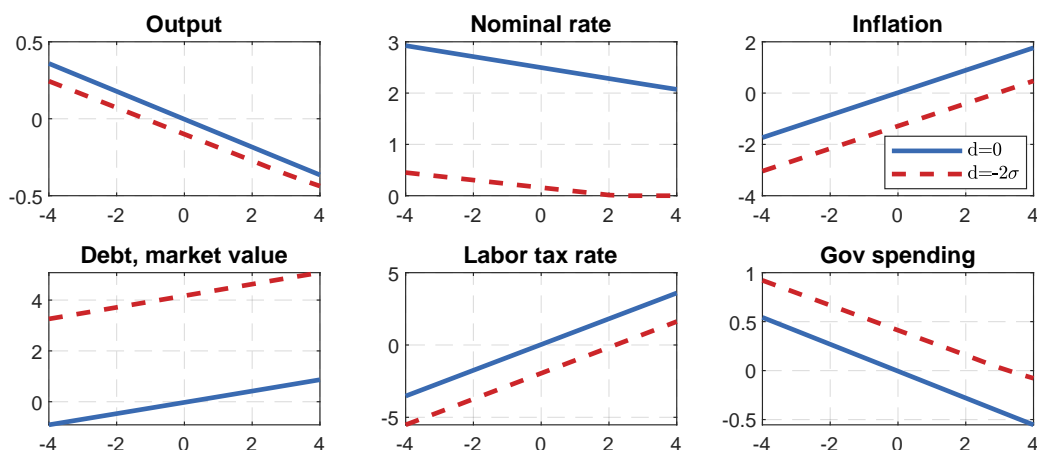 Output
0.5
0
-0.5
-4 -2 0 2 4
Nominal rate
3
2
1
0
-4 -2 0 2 4
Inflation
2
0
-2
-4
-4 -2 0 2 4
d=0
d=-2σ
Debt, market value
4
2
0
-4 -2 0 2 4
Labor tax rate
5
0
-5
-4 -2 0 2 4
Gov spending
1
0.5
0
-0.5
-4 -2 0 2 4